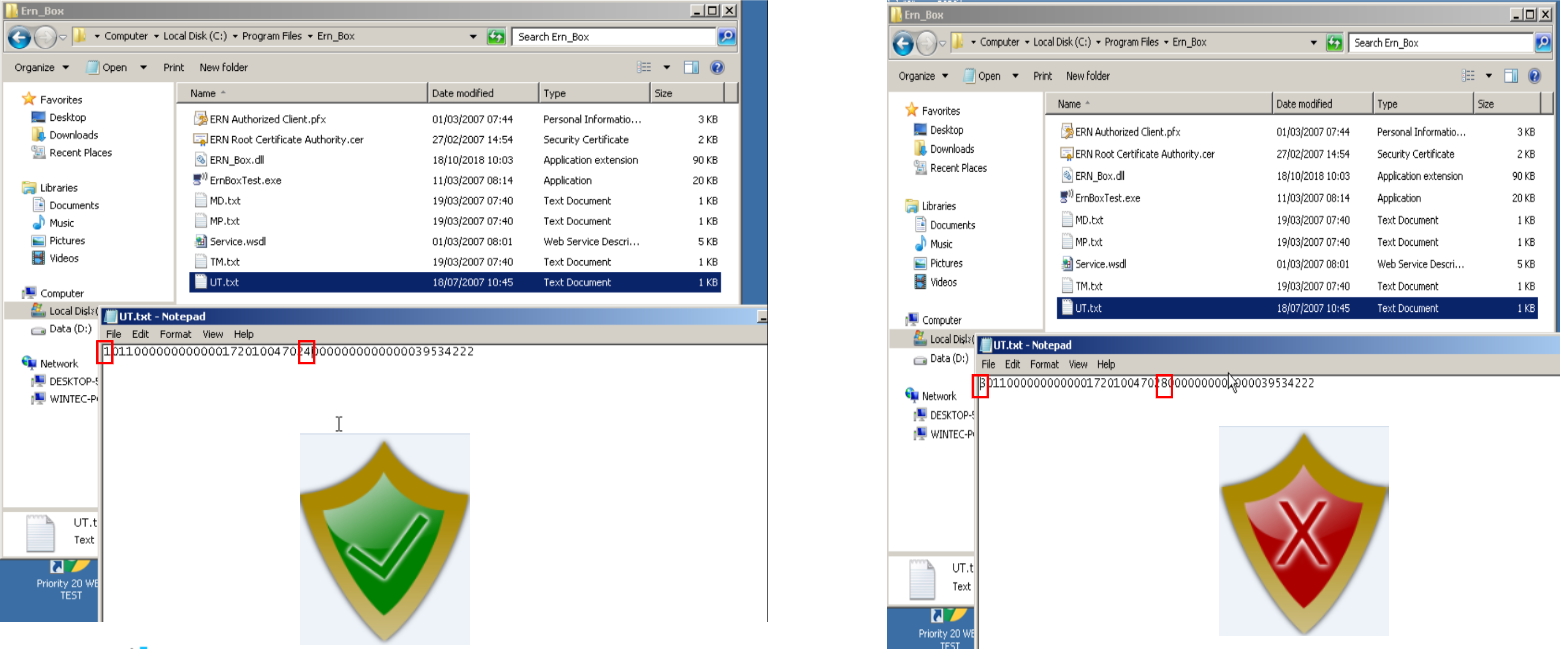 Ern_Box
Computer Local Disk (C:) Program Files Ern_Box
Search Ern_Box
Organize Open Print New folder
Favorites
Desktop
Downloads
Recent Places
Libraries
Documents
Music
Pictures
Videos
Computer
Local Disk (
Data (D:)
Network
DESKTOP-5
WINTEC-P
Name Date modified Type Size
ERN Authorized Client.pfx 01/03/2007 07:44 Personal Informatio... 3 KB
ERN Root Certificate Authority.cer 27/02/2007 14:54 Security Certificate 2 KB
ERN_Box.dll 18/10/2018 10:03 Application extension 90 KB
ErnBoxTest.exe 11/03/2007 08:14 Application 20 KB
MD.txt 19/03/2007 07:40 Text Document 1 KB
MP.txt 19/03/2007 07:40 Text Document 1 KB
Service.wsdl 01/03/2007 08:01 Web Service Descri... 5 KB
TM.txt 19/03/2007 07:40 Text Document 1 KB
UT.txt 18/07/2007 10:45 Text Document 1 KB
UT.txt - Notepad
File Edit Format View Help
10110000000000001720100470240000000000000039534222
UT.t
Text
Priority 20 WE
TEST
Ern_Box
Computer Local Disk (C:) Program Files Ern_Box
Search Ern_Box
Organize Open Print New folder
Favorites
Desktop
Downloads
Recent Places
Libraries
Documents
Music
Pictures
Videos
Computer
Local Disk (
Data (D:)
Network
DESKTOP-5
WINTEC-P
Name Date modified Type Size
ERN Authorized Client.pfx 01/03/2007 07:44 Personal Informatio... 3 KB
ERN Root Certificate Authority.cer 27/02/2007 14:54 Security Certificate 2 KB
ERN_Box.dll 18/10/2018 10:03 Application extension 90 KB
ErnBoxTest.exe 11/03/2007 08:14 Application 20 KB
MD.txt 19/03/2007 07:40 Text Document 1 KB
MP.txt 19/03/2007 07:40 Text Document 1 KB
Service.wsdl 01/03/2007 08:01 Web Service Descri... 5 KB
TM.txt 19/03/2007 07:40 Text Document 1 KB
UT.txt 18/07/2007 10:45 Text Document 1 KB
UT.txt - Notepad
File Edit Format View Help
30110000000000001720100470280000000000000039534222
UT.t
Text
Priority 20 WE
TEST